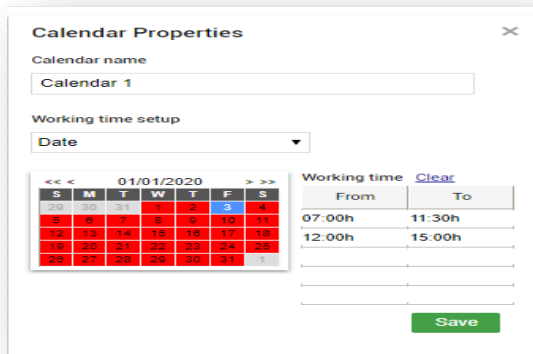 Calendar Properties ×
Calendar name
Calendar 1
Working time setup
Date
<< < 01/01/2020 > >>
S M T W T F S
29 30 31 1 2 3 4
5 6 7 8 9 10 11
12 13 14 15 16 17 18
19 20 21 22 23 24 25
26 27 28 29 30 31 1
Working time Clear
From To
07:00h 11:30h
12:00h 15:00h
Save